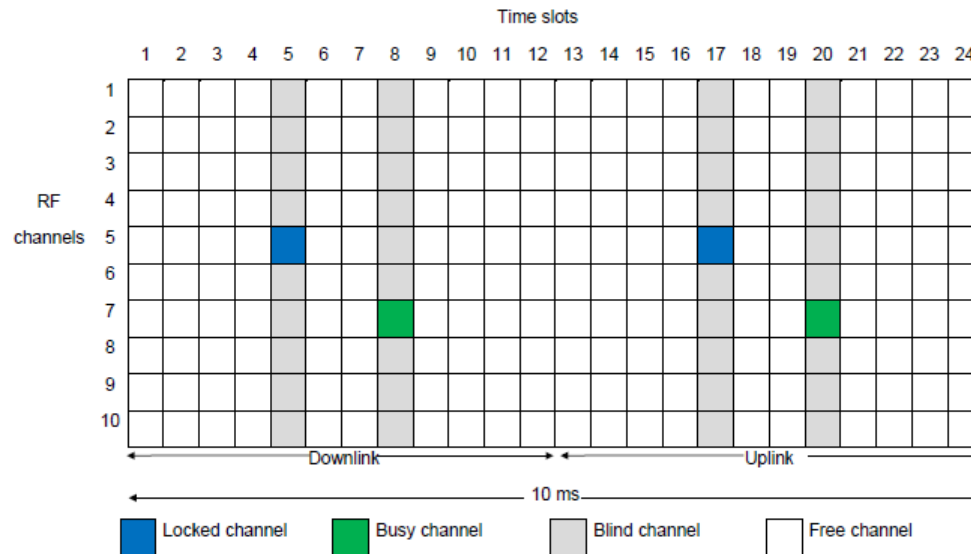 Time slots
1 2 3 4 5 6 7 8 9 10 11 12 13 14 15 16 17 18 19 20 21 22 23 24
1
2
3
4
RF
channels
5
6
7
8
9
10
Downlink
Uplink
10 ms
Locked channel
Busy channel
Blind channel
Free channel